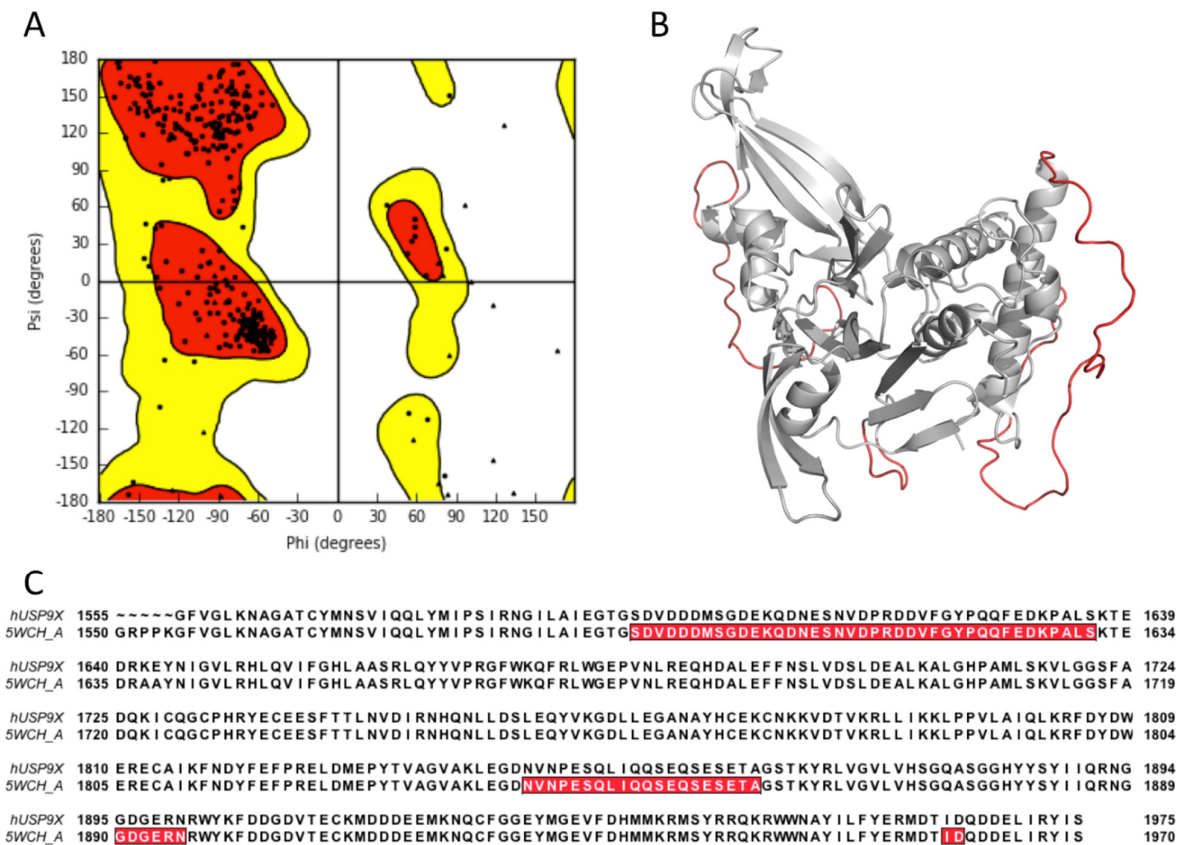 A
B
180
150
120
90
60
30
0
-30
-60
-90
-120
-150
-180
Psi (degrees)
-180 -150 -120 -90 -60 -30 0 30 60 90 120 150
Phi (degrees)
C
hUSP9X 1555 ~~~~~GFVGLKNAGATCYMNSVIQQLYMIPSIRNGILAIEGTGSDVDDDMSGDEKQDNESNVDPRDDVFGYPQQFEDKPALSKTE 1639
5WCH_A 1550 GRPPKGFVGLKNAGATCYMNSVIQQLYMIPSIRNGILAIEGTGSDVDDDMSGDEKQDNESNVDPRDDVFGYPQQFEDKPALSKTE 1634
hUSP9X 1640 DRKEYNIGVLRHLQVIFGHLAASRLQYYVPRGFWKQFRLWGEPVNLREQHDALEFFNSLVDSLDEALKALGHPAMLSKVLGGSFA 1724
5WCH_A 1635 DRAAYNIGVLRHLQVIFGHLAASRLQYYVPRGFWKQFRLWGEPVNLREQHDALEFFNSLVDSLDEALKALGHPAMLSKVLGGSFA 1719
hUSP9X 1725 DQKICQGCPHRYECEESFTTLNVDIRNHQNLLDSLEQYVKGDLLEGANAYHCEKCNKKVDTVKRLLIKKLPPVLAIQLKRFDYDW 1809
5WCH_A 1720 DQKICQGCPHRYECEESFTTLNVDIRNHQNLLDSLEQYVKGDLLEGANAYHCEKCNKKVDTVKRLLIKKLPPVLAIQLKRFDYDW 1804
hUSP9X 1810 ERECAIKFNDYFEFPRELDMEPYTVAGVAKLEGDNVNPESQLIQQSEQSESETAGSTKYRLVGVLVHSGQASGGHYYSYIIQRNG 1894
5WCH_A 1805 ERECAIKFNDYFEFPRELDMEPYTVAGVAKLEGDNVNPESQLIQQSEQSESETAGSTKYRLVGVLVHSGQASGGHYYSYIIQRNG 1889
hUSP9X 1895 GDGERNRWYKFDDGDVTECKMDDDEEMKNQCFGGEYMGEVFDHMMKRMSYRRQKRWWNAYILFYERMDTIDQDDELIRYIS 1975
5WCH_A 1890 GDGERNRWYKFDDGDVTECKMDDDEEMKNQCFGGEYMGEVFDHMMKRMSYRRQKRWWNAYILFYERMDTIDQDDELIRYIS 1970